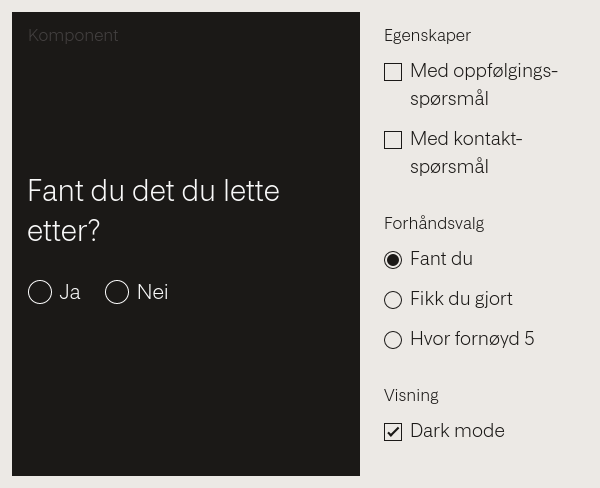 Komponent
Fant du det du lette
etter?
Ja
Nei
Egenskaper
Med oppfølgings-
spørsmål
Med kontakt-
spørsmål
Forhåndsvalg
Fant du
Fikk du gjort
Hvor fornøyd 5
Visning
Dark mode